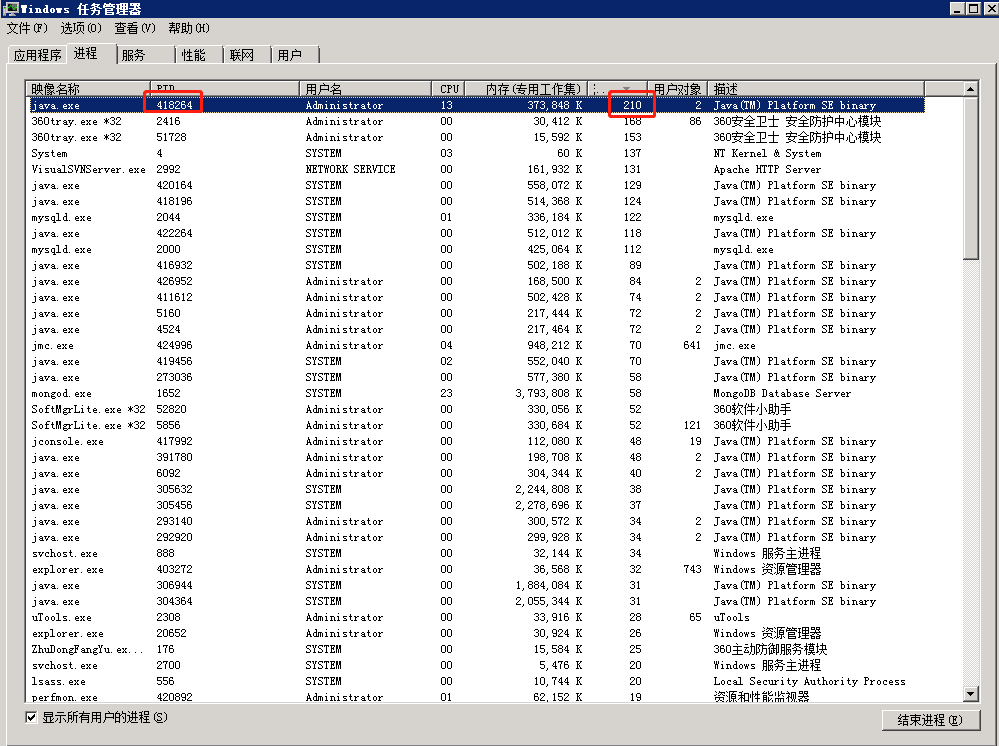 Windows 任务管理器
文件(F) 选项(O) 查看(V) 帮助(H)
应用程序 进程 服务 性能 联网 用户
映像名称 PID 用户名 CPU 内存(专用工作集) 用户对象 描述
java.exe 418264 Administrator 13 373,848 K 210 2 Java(TM) Platform SE binary
360tray.exe *32 2416 Administrator 00 30,412 K 168 86 360安全卫士 安全防护中心模块
360tray.exe *32 51728 Administrator 00 15,592 K 153 360安全卫士 安全防护中心模块
System 4 SYSTEM 03 60 K 137 NT Kernel & System
VisualSVNServer.exe 2992 NETWORK SERVICE 00 161,932 K 131 Apache HTTP Server
java.exe 420164 SYSTEM 00 558,072 K 129 Java(TM) Platform SE binary
java.exe 418196 SYSTEM 00 514,368 K 124 Java(TM) Platform SE binary
mysqld.exe 2044 SYSTEM 01 336,184 K 122 mysqld.exe
java.exe 422264 SYSTEM 00 512,012 K 118 Java(TM) Platform SE binary
mysqld.exe 2000 SYSTEM 00 425,064 K 112 mysqld.exe
java.exe 416932 SYSTEM 00 502,188 K 89 Java(TM) Platform SE binary
java.exe 426952 Administrator 00 168,500 K 84 2 Java(TM) Platform SE binary
java.exe 411612 Administrator 00 502,428 K 74 2 Java(TM) Platform SE binary
java.exe 5160 Administrator 00 217,444 K 72 2 Java(TM) Platform SE binary
java.exe 4524 Administrator 00 217,464 K 72 2 Java(TM) Platform SE binary
jmc.exe 424996 Administrator 04 948,212 K 70 641 jmc.exe
java.exe 419456 SYSTEM 02 552,040 K 70 Java(TM) Platform SE binary
java.exe 273036 SYSTEM 00 577,380 K 58 Java(TM) Platform SE binary
mongod.exe 1652 SYSTEM 23 3,793,808 K 58 MongoDB Database Server
SoftMgrLite.exe *32 52820 Administrator 00 330,056 K 52 360软件小助手
SoftMgrLite.exe *32 5856 Administrator 00 330,684 K 52 121 360软件小助手
jconsole.exe 417992 Administrator 00 112,080 K 48 19 Java(TM) Platform SE binary
java.exe 391780 Administrator 00 198,708 K 48 2 Java(TM) Platform SE binary
java.exe 6092 Administrator 00 304,344 K 40 2 Java(TM) Platform SE binary
java.exe 305632 SYSTEM 00 2,244,808 K 38 Java(TM) Platform SE binary
java.exe 305456 SYSTEM 00 2,278,696 K 37 Java(TM) Platform SE binary
java.exe 293140 Administrator 00 300,572 K 34 2 Java(TM) Platform SE binary
java.exe 292920 Administrator 00 299,928 K 34 2 Java(TM) Platform SE binary
svchost.exe 888 SYSTEM 00 32,144 K 34 Windows 服务主进程
explorer.exe 403272 Administrator 00 36,568 K 32 743 Windows 资源管理器
java.exe 306944 SYSTEM 00 1,884,084 K 31 Java(TM) Platform SE binary
java.exe 304364 SYSTEM 00 2,055,344 K 31 Java(TM) Platform SE binary
uTools.exe 2308 Administrator 00 33,916 K 28 65 uTools
explorer.exe 20652 Administrator 00 30,924 K 26 Windows 资源管理器
ZhuDongFangYu.ex... 176 SYSTEM 00 15,584 K 25 360主动防御服务模块
svchost.exe 2700 SYSTEM 00 5,476 K 20 Windows 服务主进程
lsass.exe 556 SYSTEM 00 10,744 K 20 Local Security Authority Process
perfmon.exe 420892 Administrator 01 62,152 K 19 资源和性能监视器
显示所有用户的进程(S) 结束进程(E)